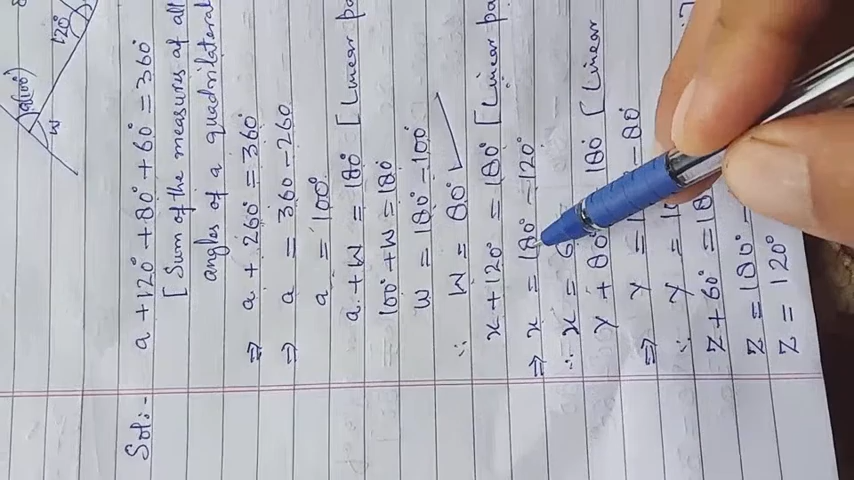 120°
a(100°)
w
Sol:- a + 120° + 80° + 60° = 360°
[Sum of the measures of all
angles of a quadrilateral
⇒ a + 260° = 360°
⇒ a = 360 - 260
a = 100°
a + w = 180° [Linear pa
100° + w = 180
w = 180° - 100°
∴ w = 80°
x + 120° = 180° [Linear pa
⇒ x = 180° - 120°
∴ x = 6
y + 80 180° [Linear
⇒ y = - 80
∴ y = 1
z + 60° = 18
z = 180°
z = 120°